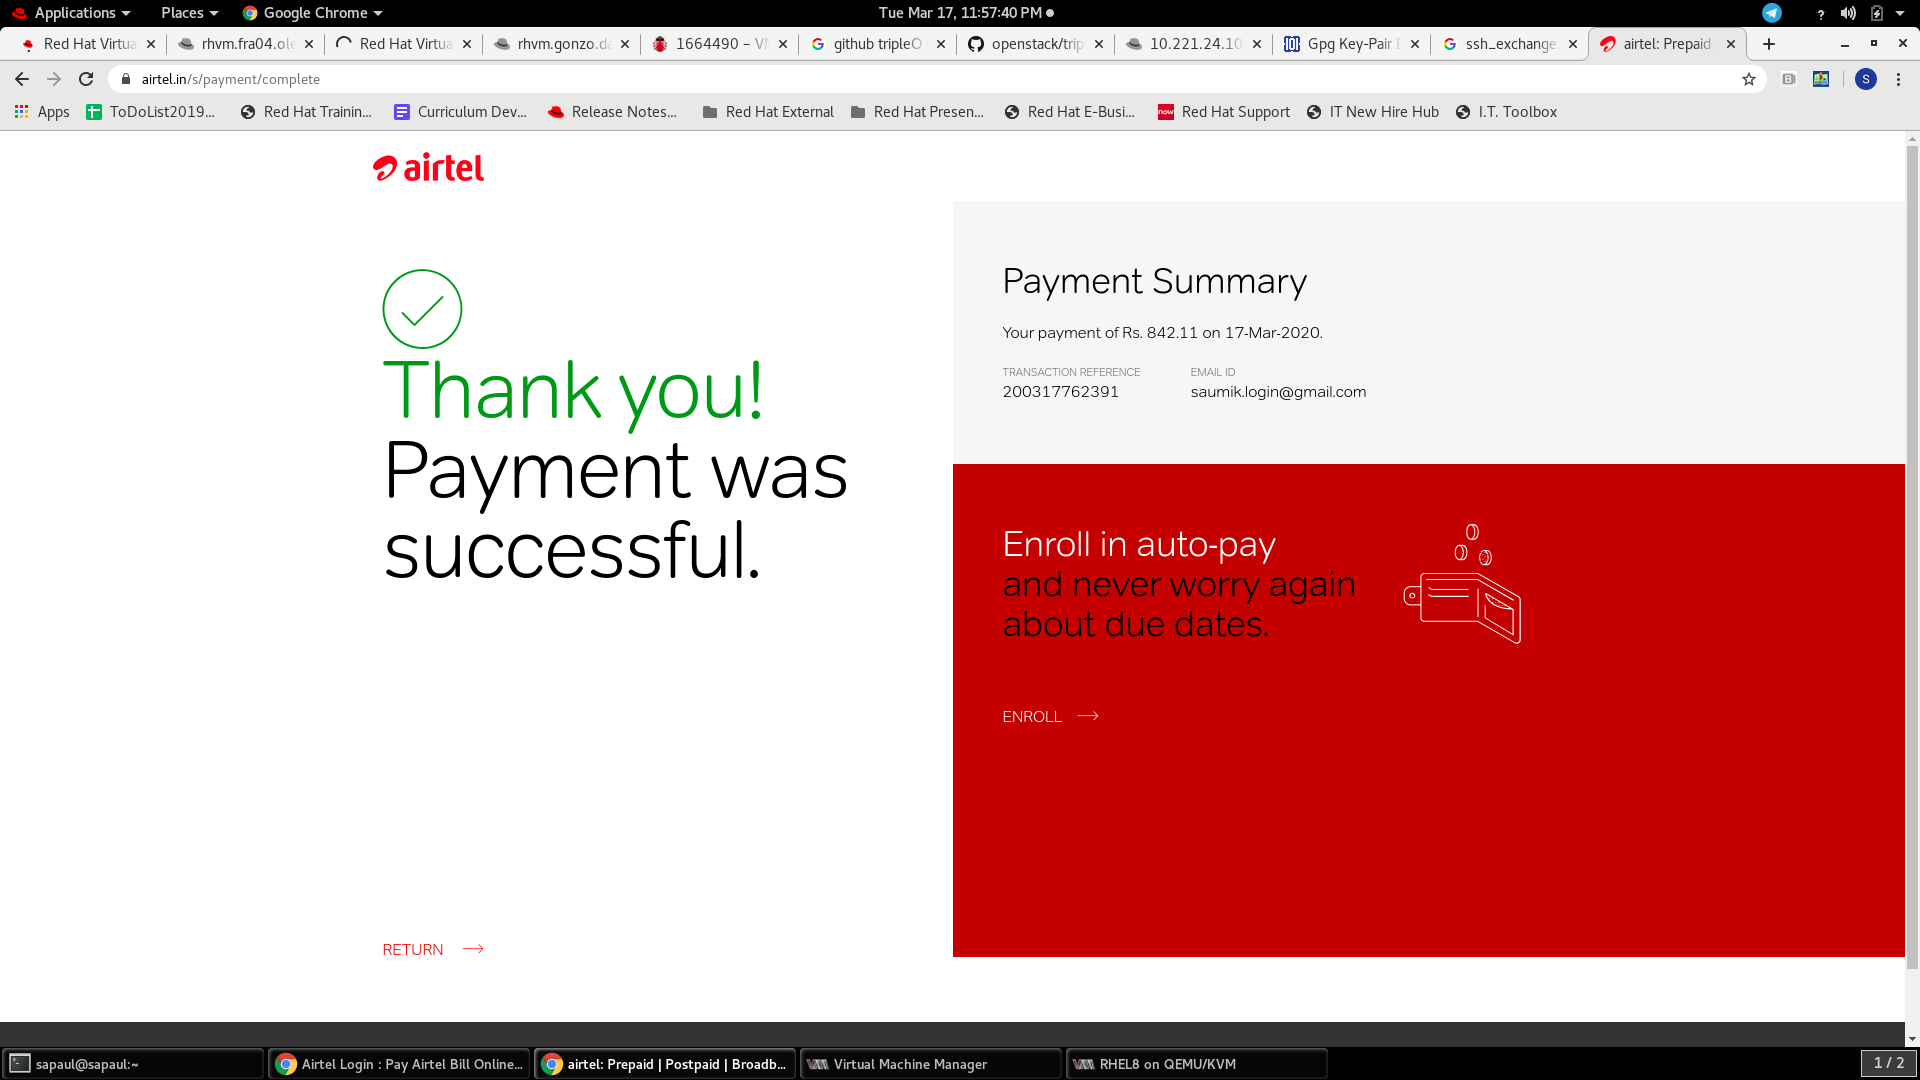 Applications Places Google Chrome Tue Mar 17, 11:57:40 PM
Red Hat Virtua rhvm.fra04.ole Red Hat Virtua rhvm.gonzo.da 1664490 – VM github tripleO openstack/trip 10.221.24.10 Gpg Key-Pair E ssh_exchange airtel: Prepaid
airtel.in/s/payment/complete S
Apps ToDoList2019... Red Hat Trainin... Curriculum Dev... Release Notes... Red Hat External Red Hat Presen... Red Hat E-Busi... now Red Hat Support IT New Hire Hub I.T. Toolbox
airtel
Thank you!
Payment was
successful.
RETURN
Payment Summary
Your payment of Rs. 842.11 on 17-Mar-2020.
TRANSACTION REFERENCE EMAIL ID
200317762391 saumik.login@gmail.com
Enroll in auto-pay
and never worry again
about due dates.
ENROLL
sapaul@sapaul:~ Airtel Login : Pay Airtel Bill Online... airtel: Prepaid | Postpaid | Broadb... Virtual Machine Manager RHEL8 on QEMU/KVM 1 / 2